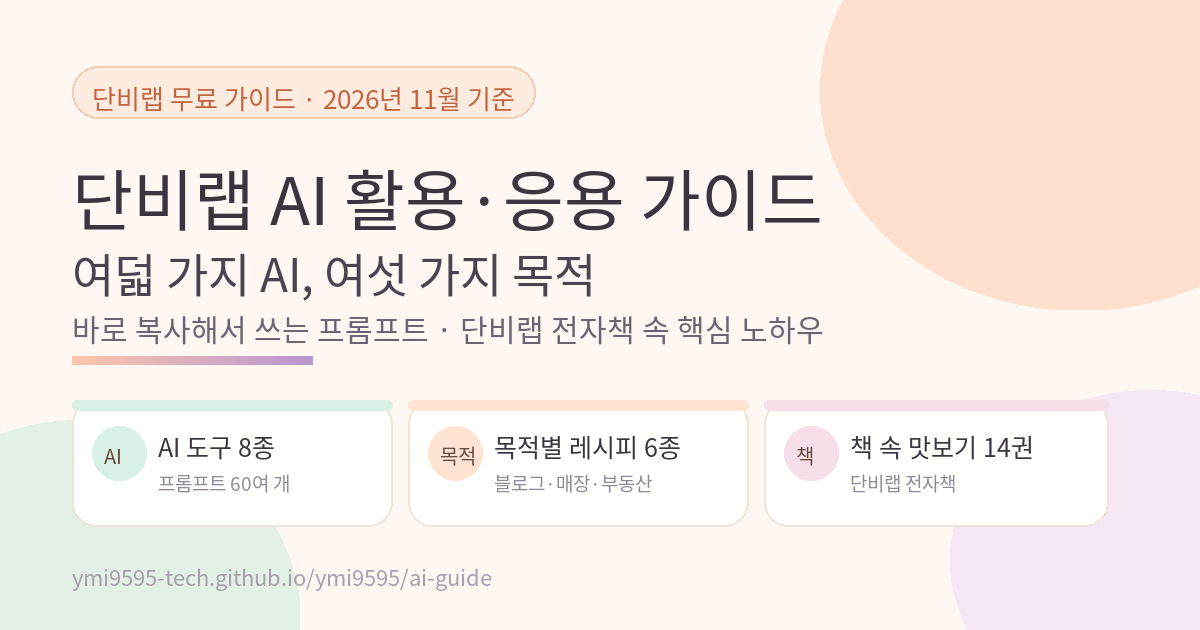 단비랩 무료 가이드 · 2026년 11월 기준
단비랩 AI 활용·응용 가이드
여덟 가지 AI, 여섯 가지 목적
바로 복사해서 쓰는 프롬프트 · 단비랩 전자책 속 핵심 노하우
AI
AI 도구 8종
프롬프트 60여 개
목적
목적별 레시피 6종
블로그·매장·부동산
책
책 속 맛보기 14권
단비랩 전자책
ymi9595-tech.github.io/ymi9595/ai-guide